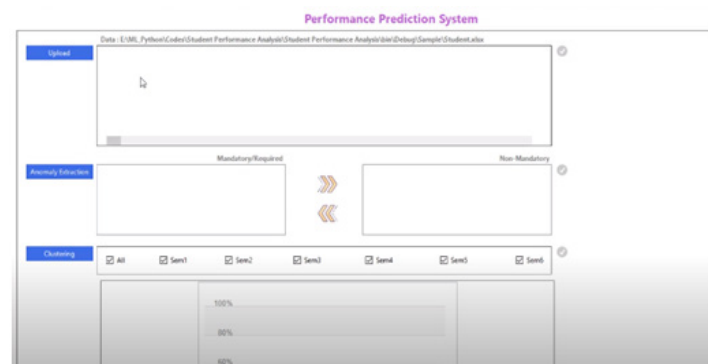 Performance Prediction System
Data : E:\ML_Python\Codes\Student Performance Analysis\Student Performance Analysis\bin\Debug\Sample\Student.xlsx
Upload
Mandatory/Required
Non-Mandatory
Anomaly Extraction
Clustering
All
Sem1
Sem2
Sem3
Sem4
Sem5
Sem6
100%
80%
60%